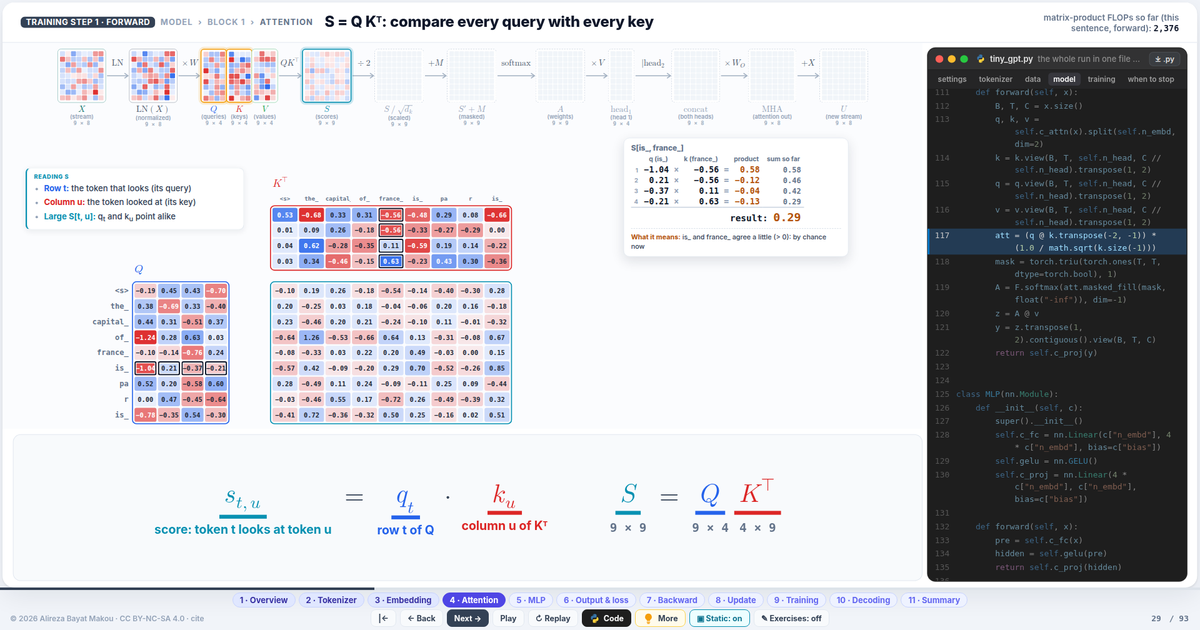 TRAINING STEP 1 · FORWARD MODEL › BLOCK 1 › ATTENTION S = Q Kᵀ: compare every query with every key
matrix-product FLOPs so far (this
sentence, forward): 2,376
LN × W QKᵀ ÷ 2 +M softmax × V |head₂ × W_O +X
X LN ( X ) Q K V S S / √d S′ + M A head₁ concat MHA U
(stream) (normalized) (queries) (keys) (values) (scores) (scaled) (masked) (weights) (head 1) (both heads) (attention out) (new stream)
9 × 8 9 × 8 9 × 4 9 × 4 9 × 4 9 × 9 9 × 9 9 × 9 9 × 9 9 × 4 9 × 8 9 × 8 9 × 8
READING S
• Row t: the token that looks (its query)
• Column u: the token looked at (its key)
• Large S[t, u]: qₜ and kᵤ point alike
S[is_, france_]
q (is_) k (france_) product sum so far
1 −1.04 × −0.56 = 0.58 0.58
2 0.21 × −0.56 = −0.12 0.46
3 −0.37 × 0.11 = −0.04 0.42
4 −0.21 × 0.63 = −0.13 0.29
result: 0.29
What it means: is_ and france_ agree a little (> 0): by chance
now
K⊤
<s> the_ capital_ of_ france_ is_ pa r is_
0.53 −0.68 0.33 0.31 −0.56 −0.48 0.29 0.08 −0.66
0.01 0.09 0.26 −0.18 −0.56 −0.33 −0.27 −0.29 0.00
0.04 0.62 −0.28 −0.35 0.11 −0.59 0.19 0.14 −0.22
0.03 0.34 −0.46 −0.15 0.63 −0.23 0.43 0.30 −0.36
Q
<s> −0.19 0.45 0.43 −0.70
the_ 0.38 −0.69 0.33 −0.40
capital_ 0.44 0.31 −0.51 0.37
of_ −1.24 0.28 0.63 0.03
france_ −0.10 −0.14 −0.76 0.24
is_ −1.04 0.21 −0.37 −0.21
pa 0.52 0.20 −0.58 0.60
r 0.00 0.47 −0.45 −0.64
is_ −0.78 −0.35 0.54 −0.30
−0.10 0.19 0.26 −0.18 −0.54 −0.14 −0.40 −0.30 0.28
0.20 −0.25 0.03 0.18 −0.04 −0.06 0.20 0.16 −0.18
0.23 −0.46 0.20 0.21 −0.24 −0.10 0.11 −0.01 −0.32
−0.64 1.26 −0.53 −0.66 0.64 0.13 −0.31 −0.08 0.67
−0.08 −0.33 0.03 0.22 0.20 0.49 −0.03 0.00 0.15
−0.57 0.42 −0.09 −0.20 0.29 0.70 −0.52 −0.26 0.85
0.28 −0.49 0.11 0.24 −0.09 −0.11 0.25 0.09 −0.44
−0.03 −0.46 0.55 0.17 −0.72 0.26 −0.49 −0.39 0.32
−0.41 0.72 −0.36 −0.32 0.50 0.25 −0.16 0.02 0.51
s t,u = q t · k u S = Q K⊤
score: token t looks at token u row t of Q column u of Kᵀ 9 × 9 9 × 4 4 × 9
tiny_gpt.py the whole run in one file ... .py
settings tokenizer data model training when to stop
111 def forward(self, x):
112 B, T, C = x.size()
113 q, k, v =
self.c_attn(x).split(self.n_embd,
dim=2)
114 k = k.view(B, T, self.n_head, C //
self.n_head).transpose(1, 2)
115 q = q.view(B, T, self.n_head, C //
self.n_head).transpose(1, 2)
116 v = v.view(B, T, self.n_head, C //
self.n_head).transpose(1, 2)
117 att = (q @ k.transpose(-2, -1)) *
(1.0 / math.sqrt(k.size(-1)))
118 mask = torch.triu(torch.ones(T, T,
dtype=torch.bool), 1)
119 A = F.softmax(att.masked_fill(mask,
float("-inf")), dim=-1)
120 z = A @ v
121 y = z.transpose(1,
2).contiguous().view(B, T, C)
122 return self.c_proj(y)
123
124
125 class MLP(nn.Module):
126 def __init__(self, c):
127 super().__init__()
128 self.c_fc = nn.Linear(c["n_embd"], 4
* c["n_embd"], bias=c["bias"])
129 self.gelu = nn.GELU()
130 self.c_proj = nn.Linear(4 *
c["n_embd"], c["n_embd"],
bias=c["bias"])
131
132 def forward(self, x):
133 pre = self.c_fc(x)
134 hidden = self.gelu(pre)
135 return self.c_proj(hidden)
1 · Overview 2 · Tokenizer 3 · Embedding 4 · Attention 5 · MLP 6 · Output & loss 7 · Backward 8 · Update 9 · Training 10 · Decoding 11 · Summary
© 2026 Alireza Bayat Makou · CC BY-NC-SA 4.0 · cite |← ← Back Next → Play ↻ Replay Code More ▣ Static: on ✎ Exercises: off 29 / 93